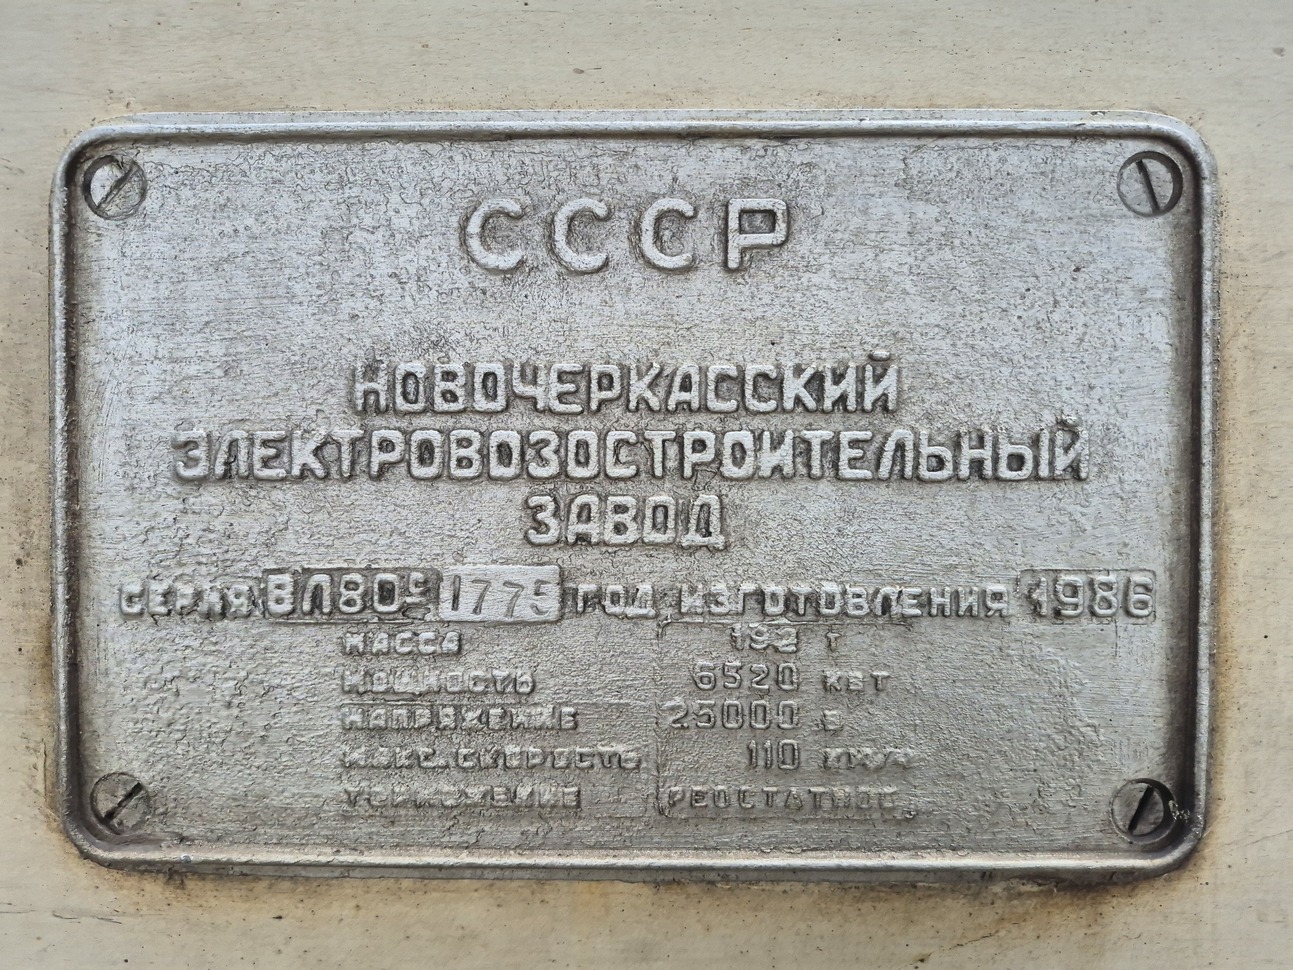 СССР
НОВОЧЕРКАССКИЙ
ЭЛЕКТРОВОЗОСТРОИТЕЛЬНЫЙ
ЗАВОД
СЕРИЯ ВЛ80С 1775 ГОД ИЗГОТОВЛЕНИЯ 1986
МАССА 192 Т
МОЩНОСТЬ 6520 КВТ
НАПРЯЖЕНИЕ 25000 В
МАКС.СКОРОСТЬ 110 КМ/Ч
ТОРМОЖЕНИЕ РЕОСТАТНОЕ